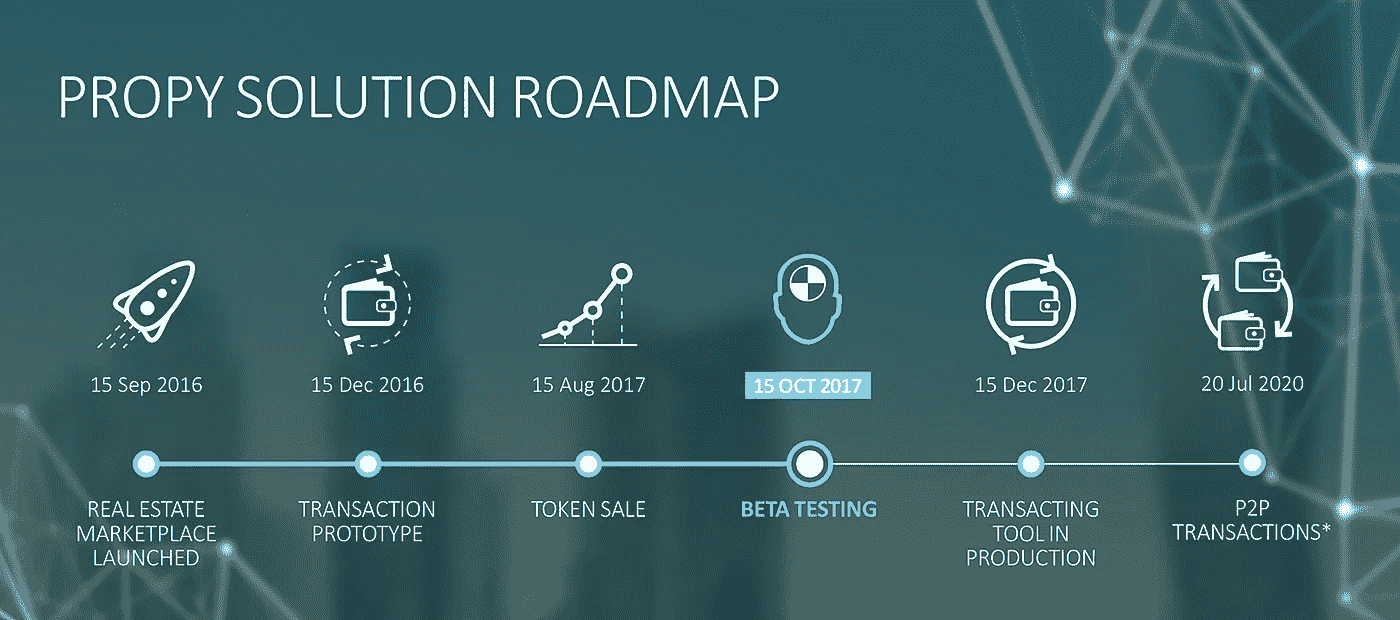 PROPY SOLUTION ROADMAP
15 Sep 2016
15 Dec 2016
15 Aug 2017
15 OCT 2017
15 Dec 2017
20 Jul 2020
REAL ESTATE
MARKETPLACE
LAUNCHED
TRANSACTION
PROTOTYPE
TOKEN SALE
BETA TESTING
TRANSACTING
TOOL IN
PRODUCTION
P2P
TRANSACTIONS*